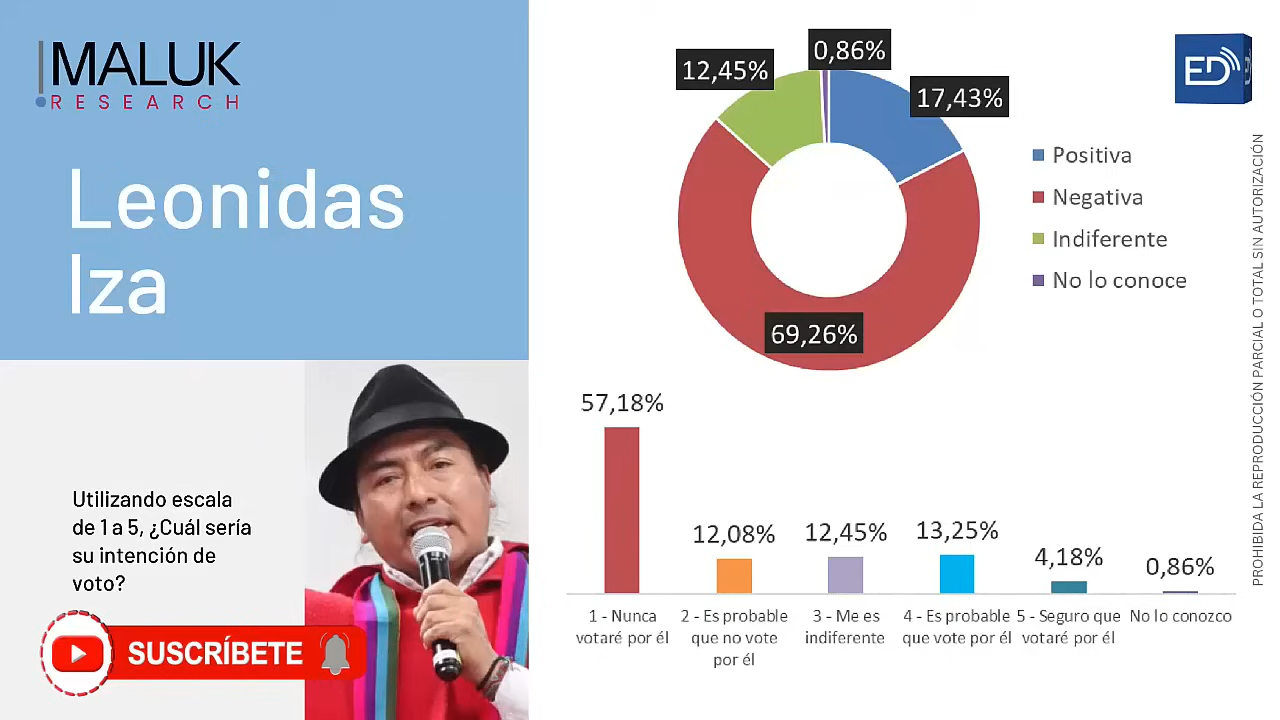 MALUK
RESEARCH
Leonidas
Iza
Utilizando escala
de 1 a 5, ¿Cuál sería
su intención de
voto?
SUSCRÍBETE
0,86%
12,45%
17,43%
69,26%
Positiva
Negativa
Indiferente
No lo conoce
57,18%
12,08%
12,45%
13,25%
4,18%
0,86%
1 - Nunca
votaré por él
2 - Es probable
que no vote
por él
3 - Me es
indiferente
4 - Es probable
que vote por él
5 - Seguro que
votaré por él
No lo conozco
ED
PROHIBIDA LA REPRODUCCIÓN PARCIAL O TOTAL SIN AUTORIZACIÓN